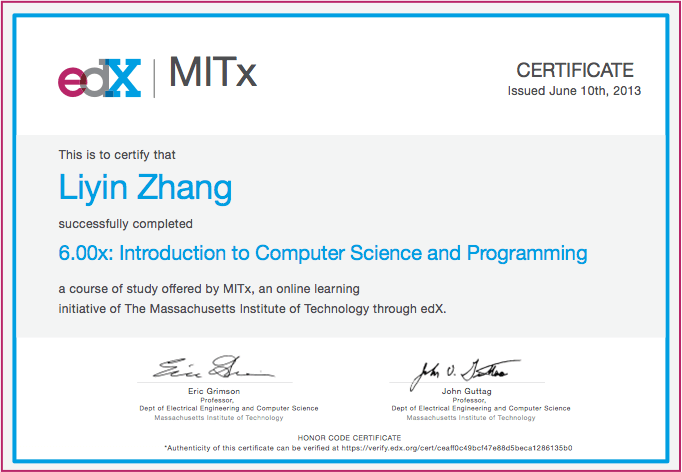 edX | MITx
CERTIFICATE
Issued June 10th, 2013
This is to certify that
Liyin Zhang
successfully completed
6.00x: Introduction to Computer Science and Programming
a course of study offered by MITx, an online learning
initiative of The Massachusetts Institute of Technology through edX.
Eric Grimson
Professor,
Dept of Electrical Engineering and Computer Science
Massachusetts Institute of Technology
John V. Guttag
John Guttag
Professor,
Dept of Electrical Engineering and Computer Science
Massachusetts Institute of Technology
HONOR CODE CERTIFICATE
*Authenticity of this certificate can be verified at https://verify.edx.org/cert/ceaff0c49bcf47e88d5beca1286135b0